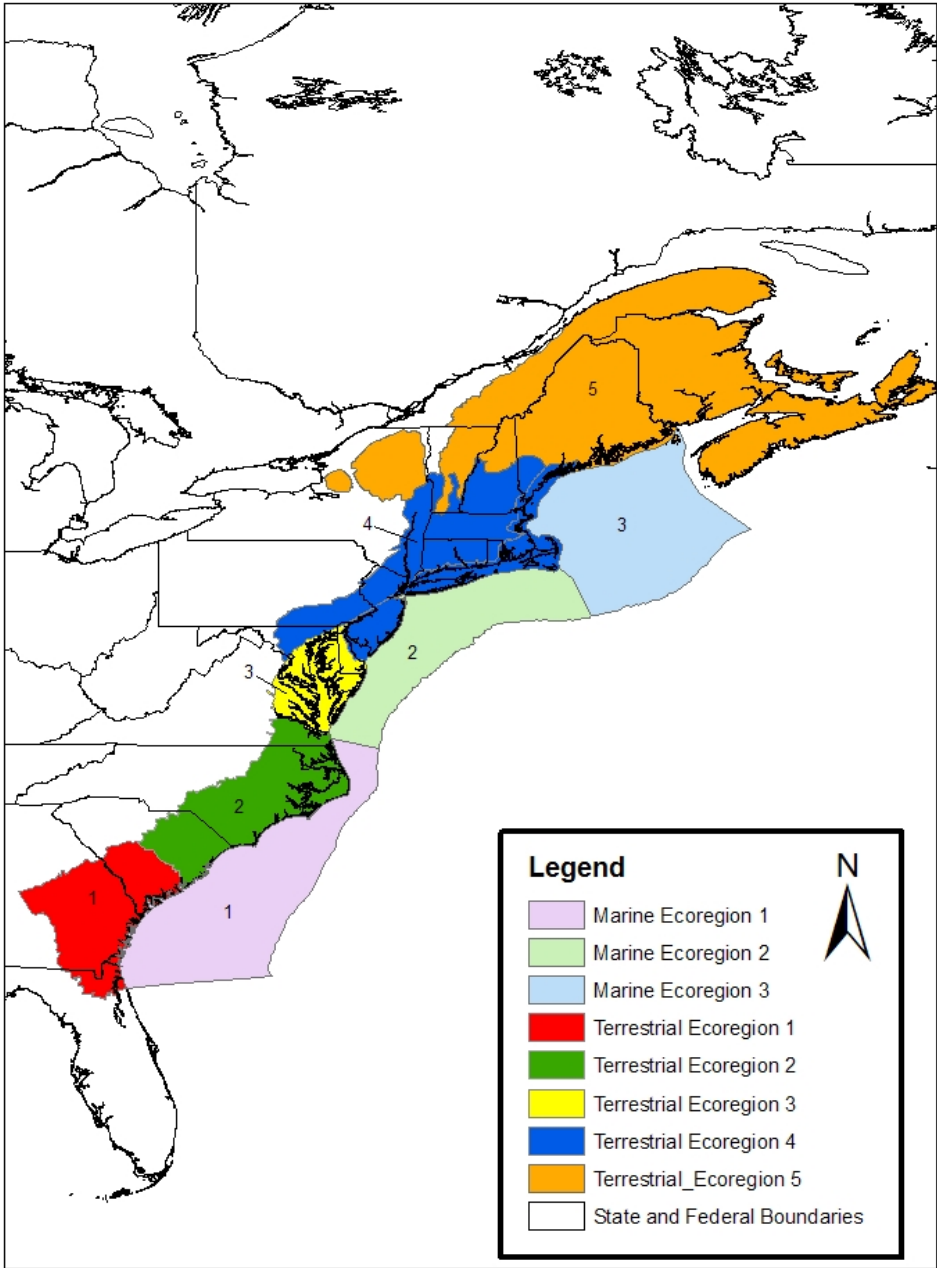 5
4
3
2
3
2
1
1
Legend
N
Marine Ecoregion 1
Marine Ecoregion 2
Marine Ecoregion 3
Terrestrial Ecoregion 1
Terrestrial Ecoregion 2
Terrestrial Ecoregion 3
Terrestrial Ecoregion 4
Terrestrial_Ecoregion 5
State and Federal Boundaries